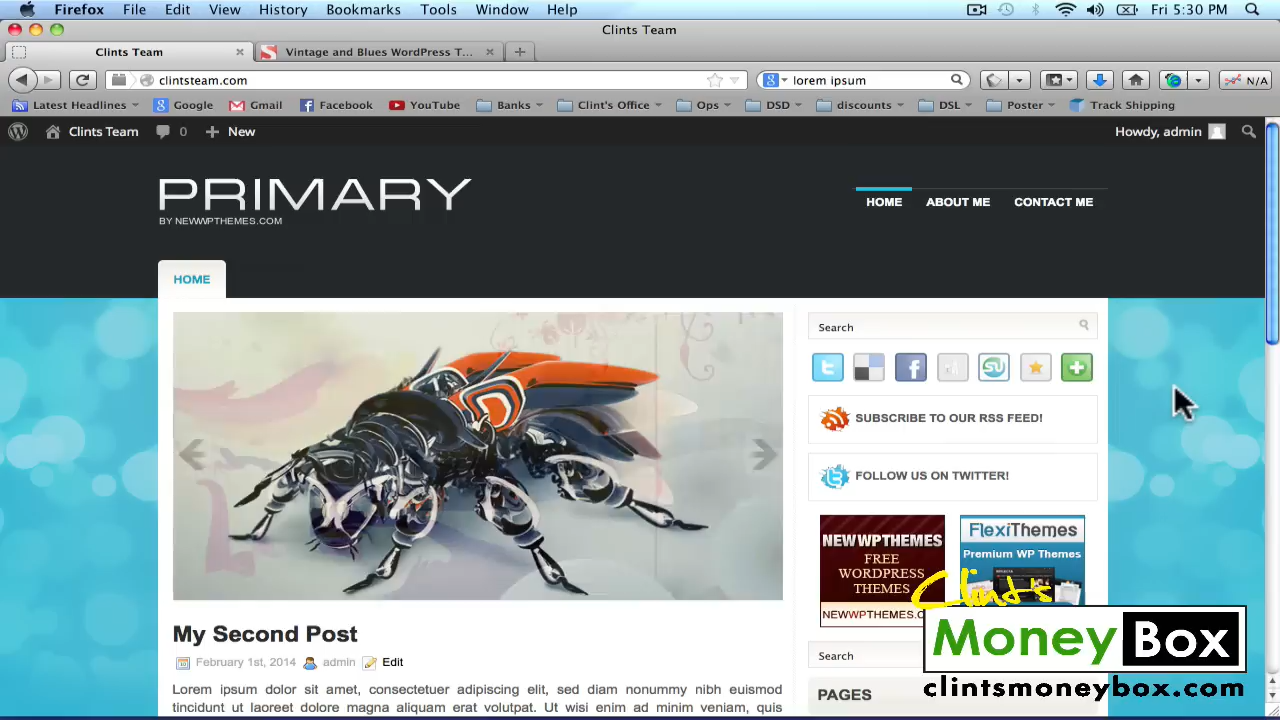 Firefox File Edit View History Bookmarks Tools Window Help Fri 5:30 PM
Clints Team
Clints Team Vintage and Blues WordPress T...
clintsteam.com lorem ipsum N/A
Latest Headlines Google Gmail Facebook YouTube Banks Clint's Office Ops DSD discounts DSL Poster Track Shipping
Clints Team 0 New Howdy, admin
PRIMARY
BY NEWWPTHEMES.COM
HOME ABOUT ME CONTACT ME
HOME
Search
SUBSCRIBE TO OUR RSS FEED!
FOLLOW US ON TWITTER!
NEWWPTHEMES
FREE
WORDPRESS
THEMES
NEWWPTHEMES.C
FlexiThemes
Premium WP Themes
Clint's
Money Box
clintsmoneybox.com
Search
PAGES
My Second Post
February 1st, 2014 admin Edit
Lorem ipsum dolor sit amet, consectetuer adipiscing elit, sed diam nonummy nibh euismod
tincidunt ut laoreet dolore magna aliquam erat volutpat. Ut wisi enim ad minim veniam, quis